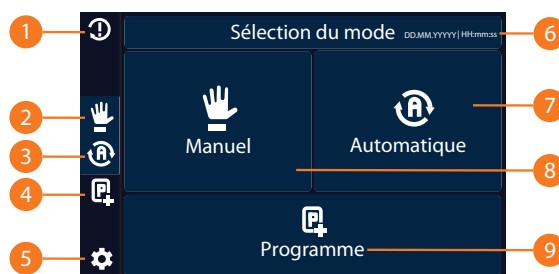 1
Sélection du mode DD.MM.YYYYY | HH:mm:ss
6
2
Manuel
Automatique
7
3
8
4
P
5
P
Programme
9
A
A